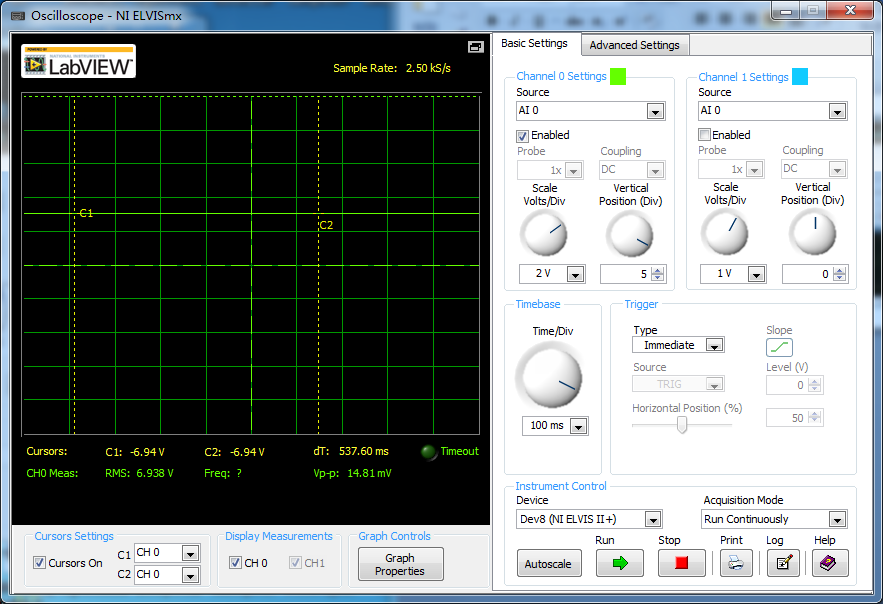 Oscilloscope - NI ELVISmx
POWERED BY
NATIONAL INSTRUMENTS
LabVIEW™
Sample Rate: 2.50 kS/s
C1
C2
Cursors: C1: -6.94 V C2: -6.94 V dT: 537.60 ms Timeout
CH0 Meas: RMS: 6.938 V Freq: ? Vp-p: 14.81 mV
Cursors Settings
Cursors On
C1 CH 0
C2 CH 0
Display Measurements
CH 0 CH1
Graph Controls
Graph
Properties
Basic Settings Advanced Settings
Channel 0 Settings
Source
AI 0
Enabled
Probe Coupling
1x DC
Scale Vertical
Volts/Div Position (Div)
2 V 5
Channel 1 Settings
Source
AI 0
Enabled
Probe Coupling
1x DC
Scale Vertical
Volts/Div Position (Div)
1 V 0
Timebase
Time/Div
100 ms
Trigger
Type Slope
Immediate
Source Level (V)
TRIG 0
Horizontal Position (%)
50
Instrument Control
Device Acquisition Mode
Dev8 (NI ELVIS II+) Run Continuously
Run Stop Print Log Help
Autoscale